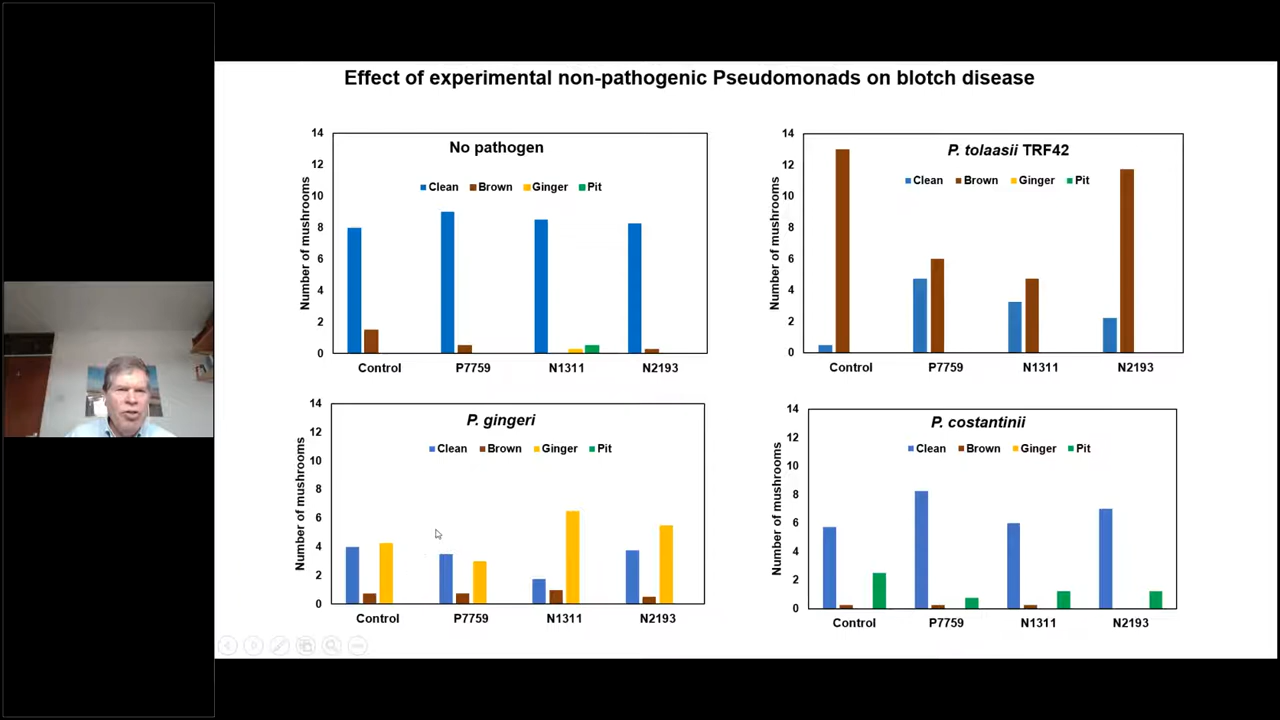 Effect of experimental non-pathogenic Pseudomonads on blotch disease
No pathogen
Clean Brown Ginger Pit
Number of mushrooms
14
12
10
8
6
4
2
0
Control P7759 N1311 N2193
P. tolaasii TRF42
Clean Brown Ginger Pit
Number of mushrooms
14
12
10
8
6
4
2
0
Control P7759 N1311 N2193
P. gingeri
Clean Brown Ginger Pit
Number of mushrooms
14
12
10
8
6
4
2
0
Control P7759 N1311 N2193
P. costantinii
Clean Brown Ginger Pit
Number of mushrooms
14
12
10
8
6
4
2
0
Control P7759 N1311 N2193